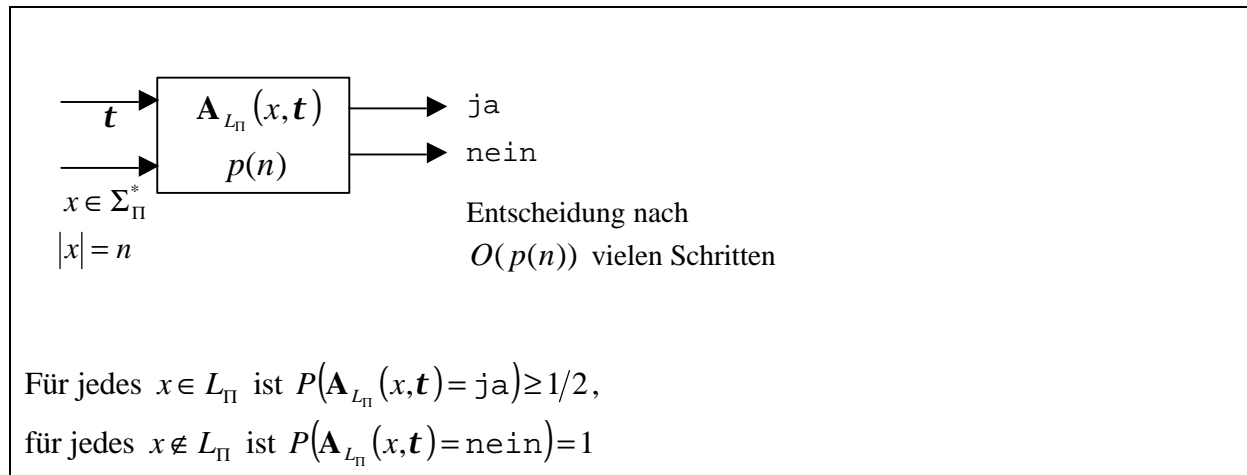 t
A_{L_Π}(x, t)
p(n)
ja
nein
x ∈ Σ_Π^*
|x| = n
Entscheidung nach
O(p(n)) vielen Schritten
Für jedes x ∈ L_Π ist P(A_{L_Π}(x, t) = ja) ≥ 1/2,
für jedes x ∉ L_Π ist P(A_{L_Π}(x, t) = nein) = 1